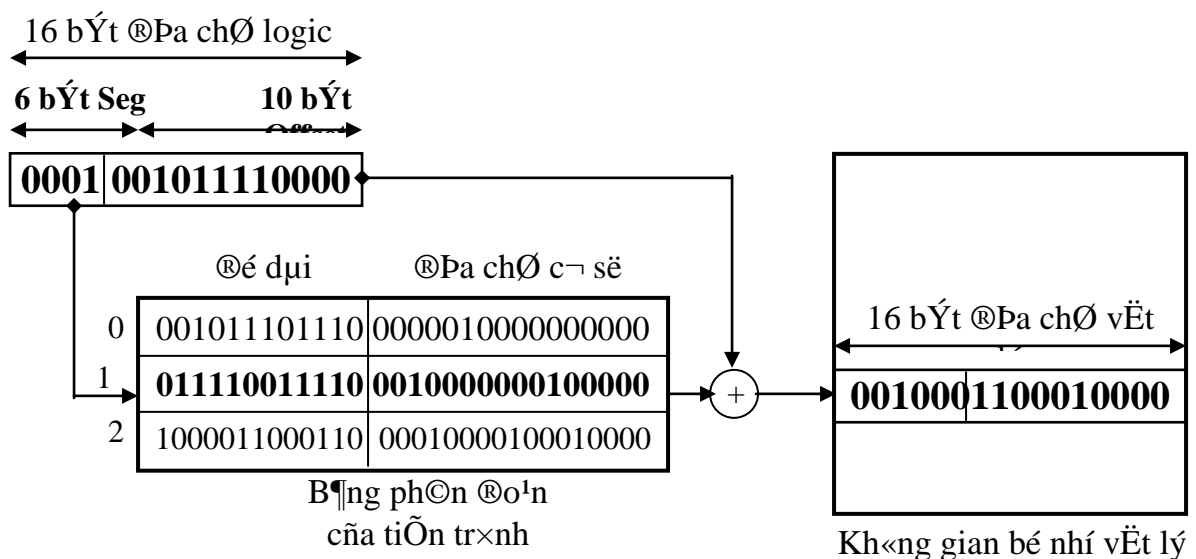 16 bÝt ®Þa chØ logic
6 bÝt Seg 10 bÝt
0001 001011110000
®é dµi ®Þa chØ c¬ së
0 001011101110 0000010000000000
1 011110011110 0010000000100000
2 1000011000110 00010000100010000
+
16 bÝt ®Þa chØ vËt
0010001100010000
B¶ng ph©n ®o¹n
cña tiÕn tr×nh
Kh«ng gian bé nhí vËt lý